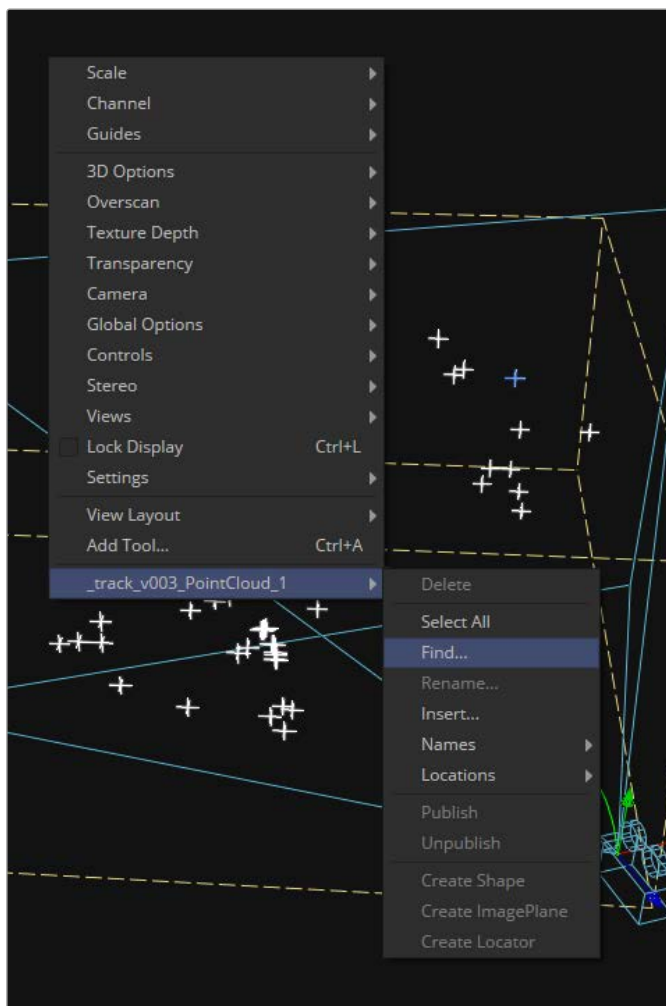 Scale
Channel
Guides
3D Options
Overscan
Texture Depth
Transparency
Camera
Global Options
Controls
Stereo
Views
Lock Display Ctrl+L
Settings
View Layout
Add Tool... Ctrl+A
_track_v003_PointCloud_1
Delete
Select All
Find...
Rename...
Insert...
Names
Locations
Publish
Unpublish
Create Shape
Create ImagePlane
Create Locator